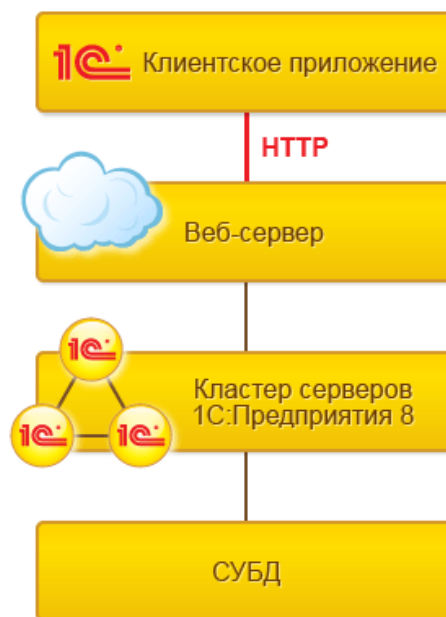 1С Клиентское приложение
HTTP
Веб-сервер
1С
Кластер серверов
1С:Предприятия 8
1С
1С
СУБД